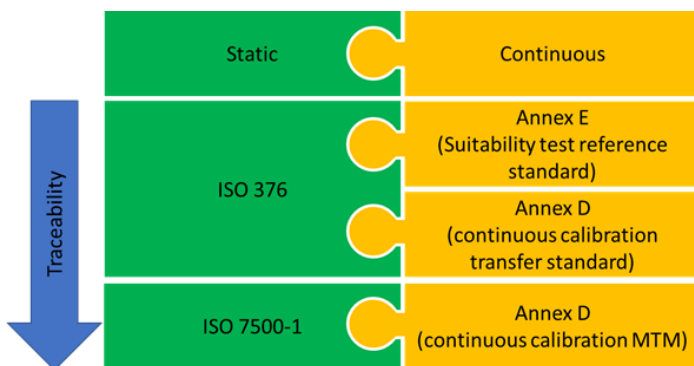 Static
Continuous
Traceability
ISO 376
Annex E
(Suitability test reference
standard)
Annex D
(continuous calibration
transfer standard)
ISO 7500-1
Annex D
(continuous calibration MTM)